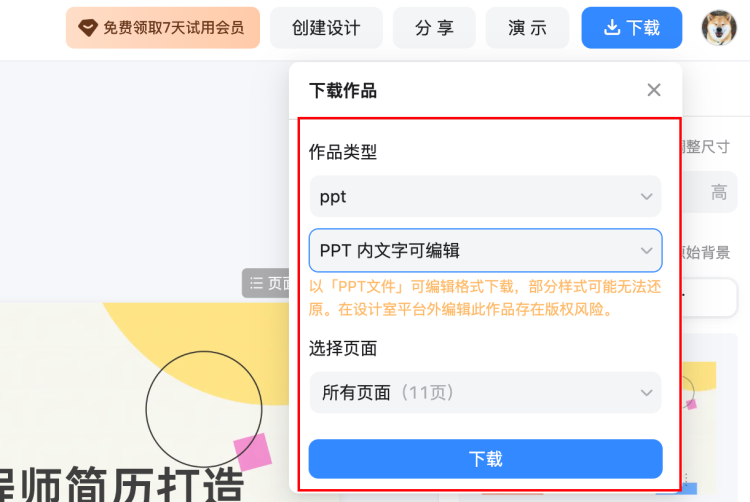 免费领取7天试用会员
创建设计
分享
演示
下载
下载作品
作品类型
ppt
PPT 内文字可编辑
以「PPT文件」可编辑格式下载，部分样式可能无法还
原。在设计室平台外编辑此作品存在版权风险。
选择页面
所有页面（11页）
下载
整尺寸
高
始背景
页面
程师简历打造